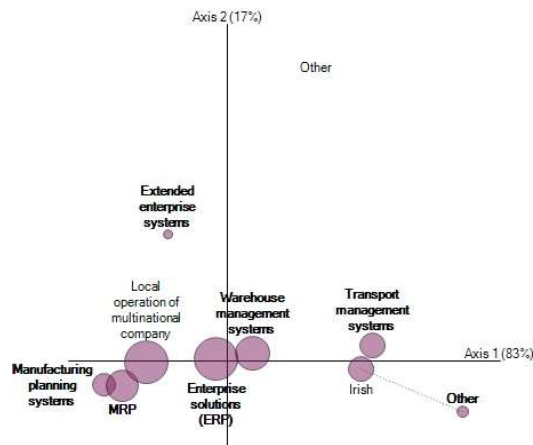 Axis 2 (17%)
Other
Extended
enterprise
systems
Local
operation of
multinational
company
Warehouse
management
systems
Transport
management
systems
Axis 1 (83%)
Manufacturing
planning
systems
MRP
Enterprise
solutions
(ERP)
Irish
Other